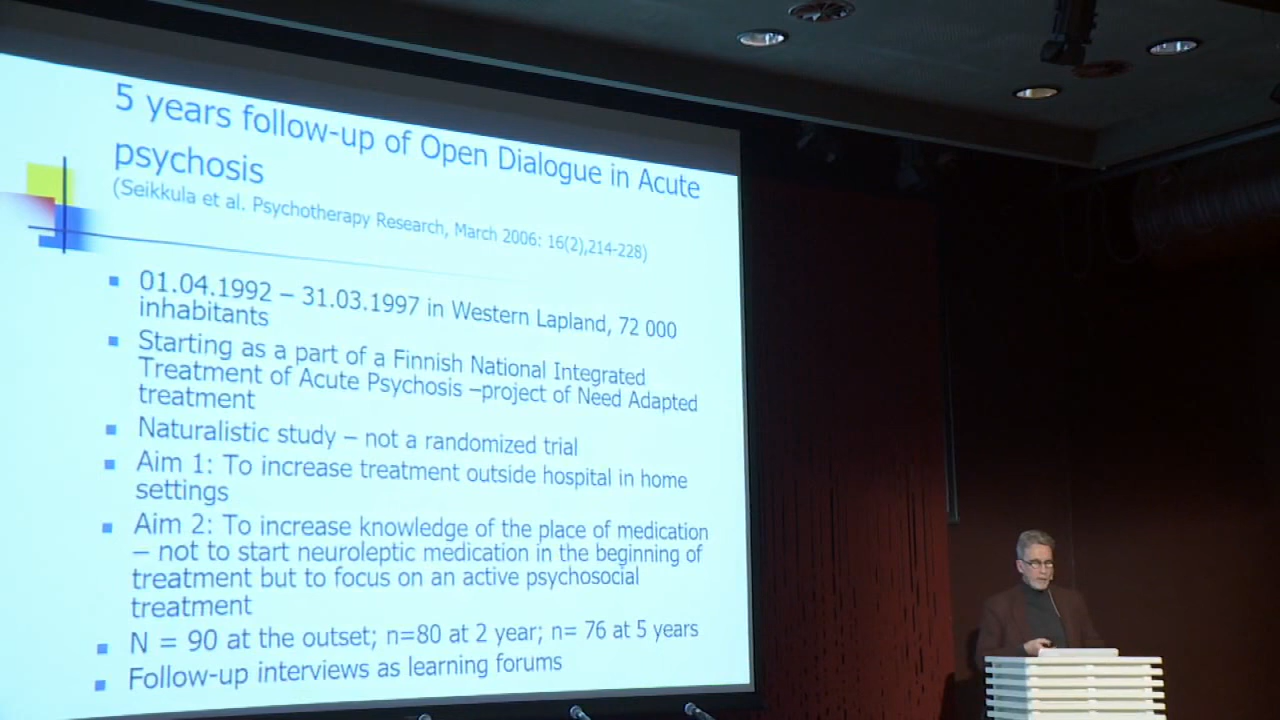 5 years follow-up of Open Dialogue in Acute
psychosis
(Seikkula et al. Psychotherapy Research, March 2006: 16(2),214-228)
01.04.1992 – 31.03.1997 in Western Lapland, 72 000
inhabitants
Starting as a part of a Finnish National Integrated
Treatment of Acute Psychosis –project of Need Adapted
treatment
Naturalistic study – not a randomized trial
Aim 1: To increase treatment outside hospital in home
settings
Aim 2: To increase knowledge of the place of medication
– not to start neuroleptic medication in the beginning of
treatment but to focus on an active psychosocial
treatment
N = 90 at the outset; n=80 at 2 year; n= 76 at 5 years
Follow-up interviews as learning forums